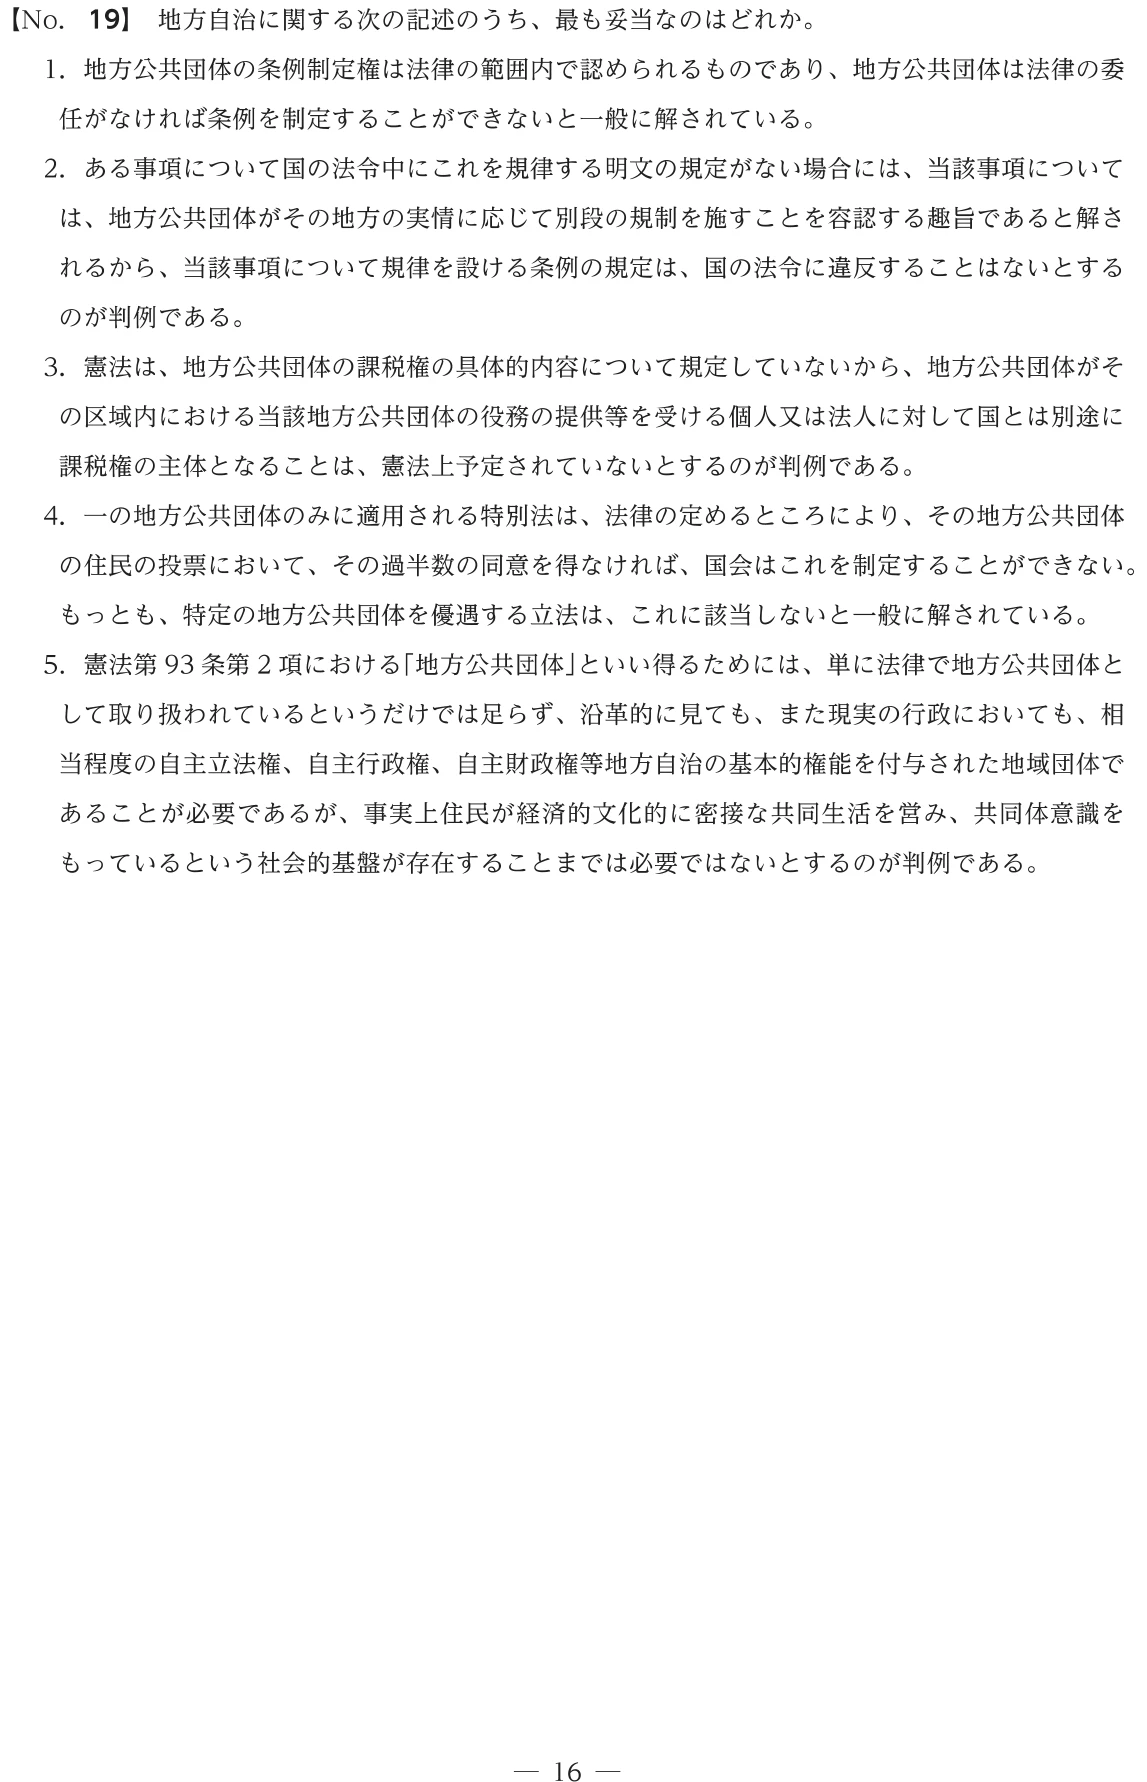 【No. 19】 地方自治に関する次の記述のうち、最も妥当なのはどれか。
1. 地方公共団体の条例制定権は法律の範囲内で認められるものであり、地方公共団体は法律の委
任がなければ条例を制定することができないと一般に解されている。
2. ある事項について国の法令中にこれを規律する明文の規定がない場合には、当該事項について
は、地方公共団体がその地方の実情に応じて別段の規制を施すことを容認する趣旨であると解さ
れるから、当該事項について規律を設ける条例の規定は、国の法令に違反することはないとする
のが判例である。
3. 憲法は、地方公共団体の課税権の具体的内容について規定していないから、地方公共団体がそ
の区域内における当該地方公共団体の役務の提供等を受ける個人又は法人に対して国とは別途に
課税権の主体となることは、憲法上予定されていないとするのが判例である。
4. 一の地方公共団体のみに適用される特別法は、法律の定めるところにより、その地方公共団体
の住民の投票において、その過半数の同意を得なければ、国会はこれを制定することができない。
もっとも、特定の地方公共団体を優遇する立法は、これに該当しないと一般に解されている。
5. 憲法第 93 条第 2 項における「地方公共団体」といい得るためには、単に法律で地方公共団体と
して取り扱われているというだけでは足らず、沿革的に見ても、また現実の行政においても、相
当程度の自主立法権、自主行政権、自主財政権等地方自治の基本的権能を付与された地域団体で
あることが必要であるが、事実上住民が経済的文化的に密接な共同生活を営み、共同体意識を
もっているという社会的基盤が存在することまでは必要ではないとするのが判例である。
― 16 ―